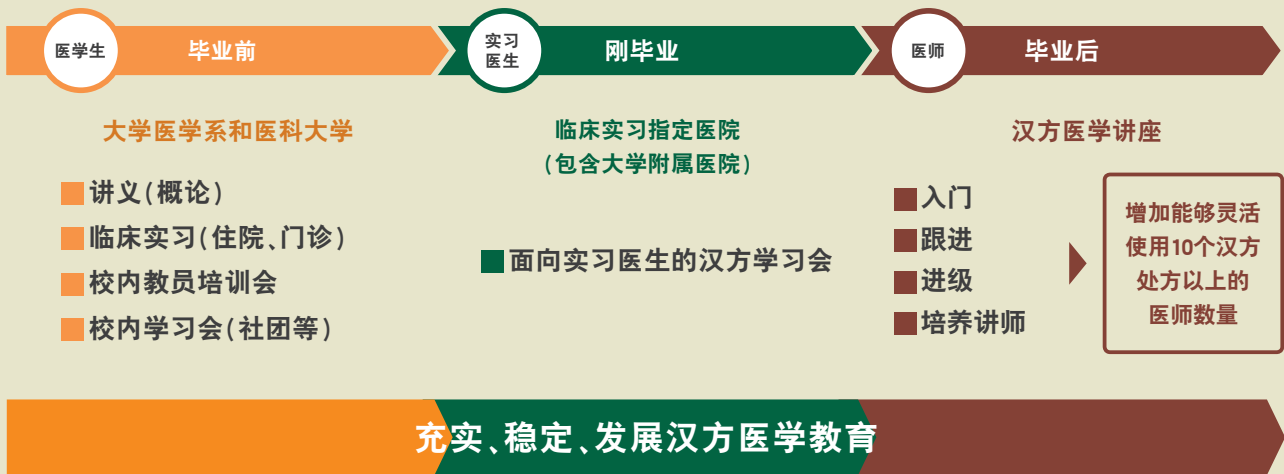 医学生
毕业前
实习
医生
刚毕业
医师
毕业后
大学医学系和医科大学
讲义(概论)
临床实习(住院、门诊)
校内教员培训会
校内学习会(社团等)
临床实习指定医院
(包含大学附属医院)
面向实习医生的汉方学习会
汉方医学讲座
入门
跟进
进级
培养讲师
增加能够灵活
使用10个汉方
处方以上的
医师数量
充实、稳定、发展汉方医学教育